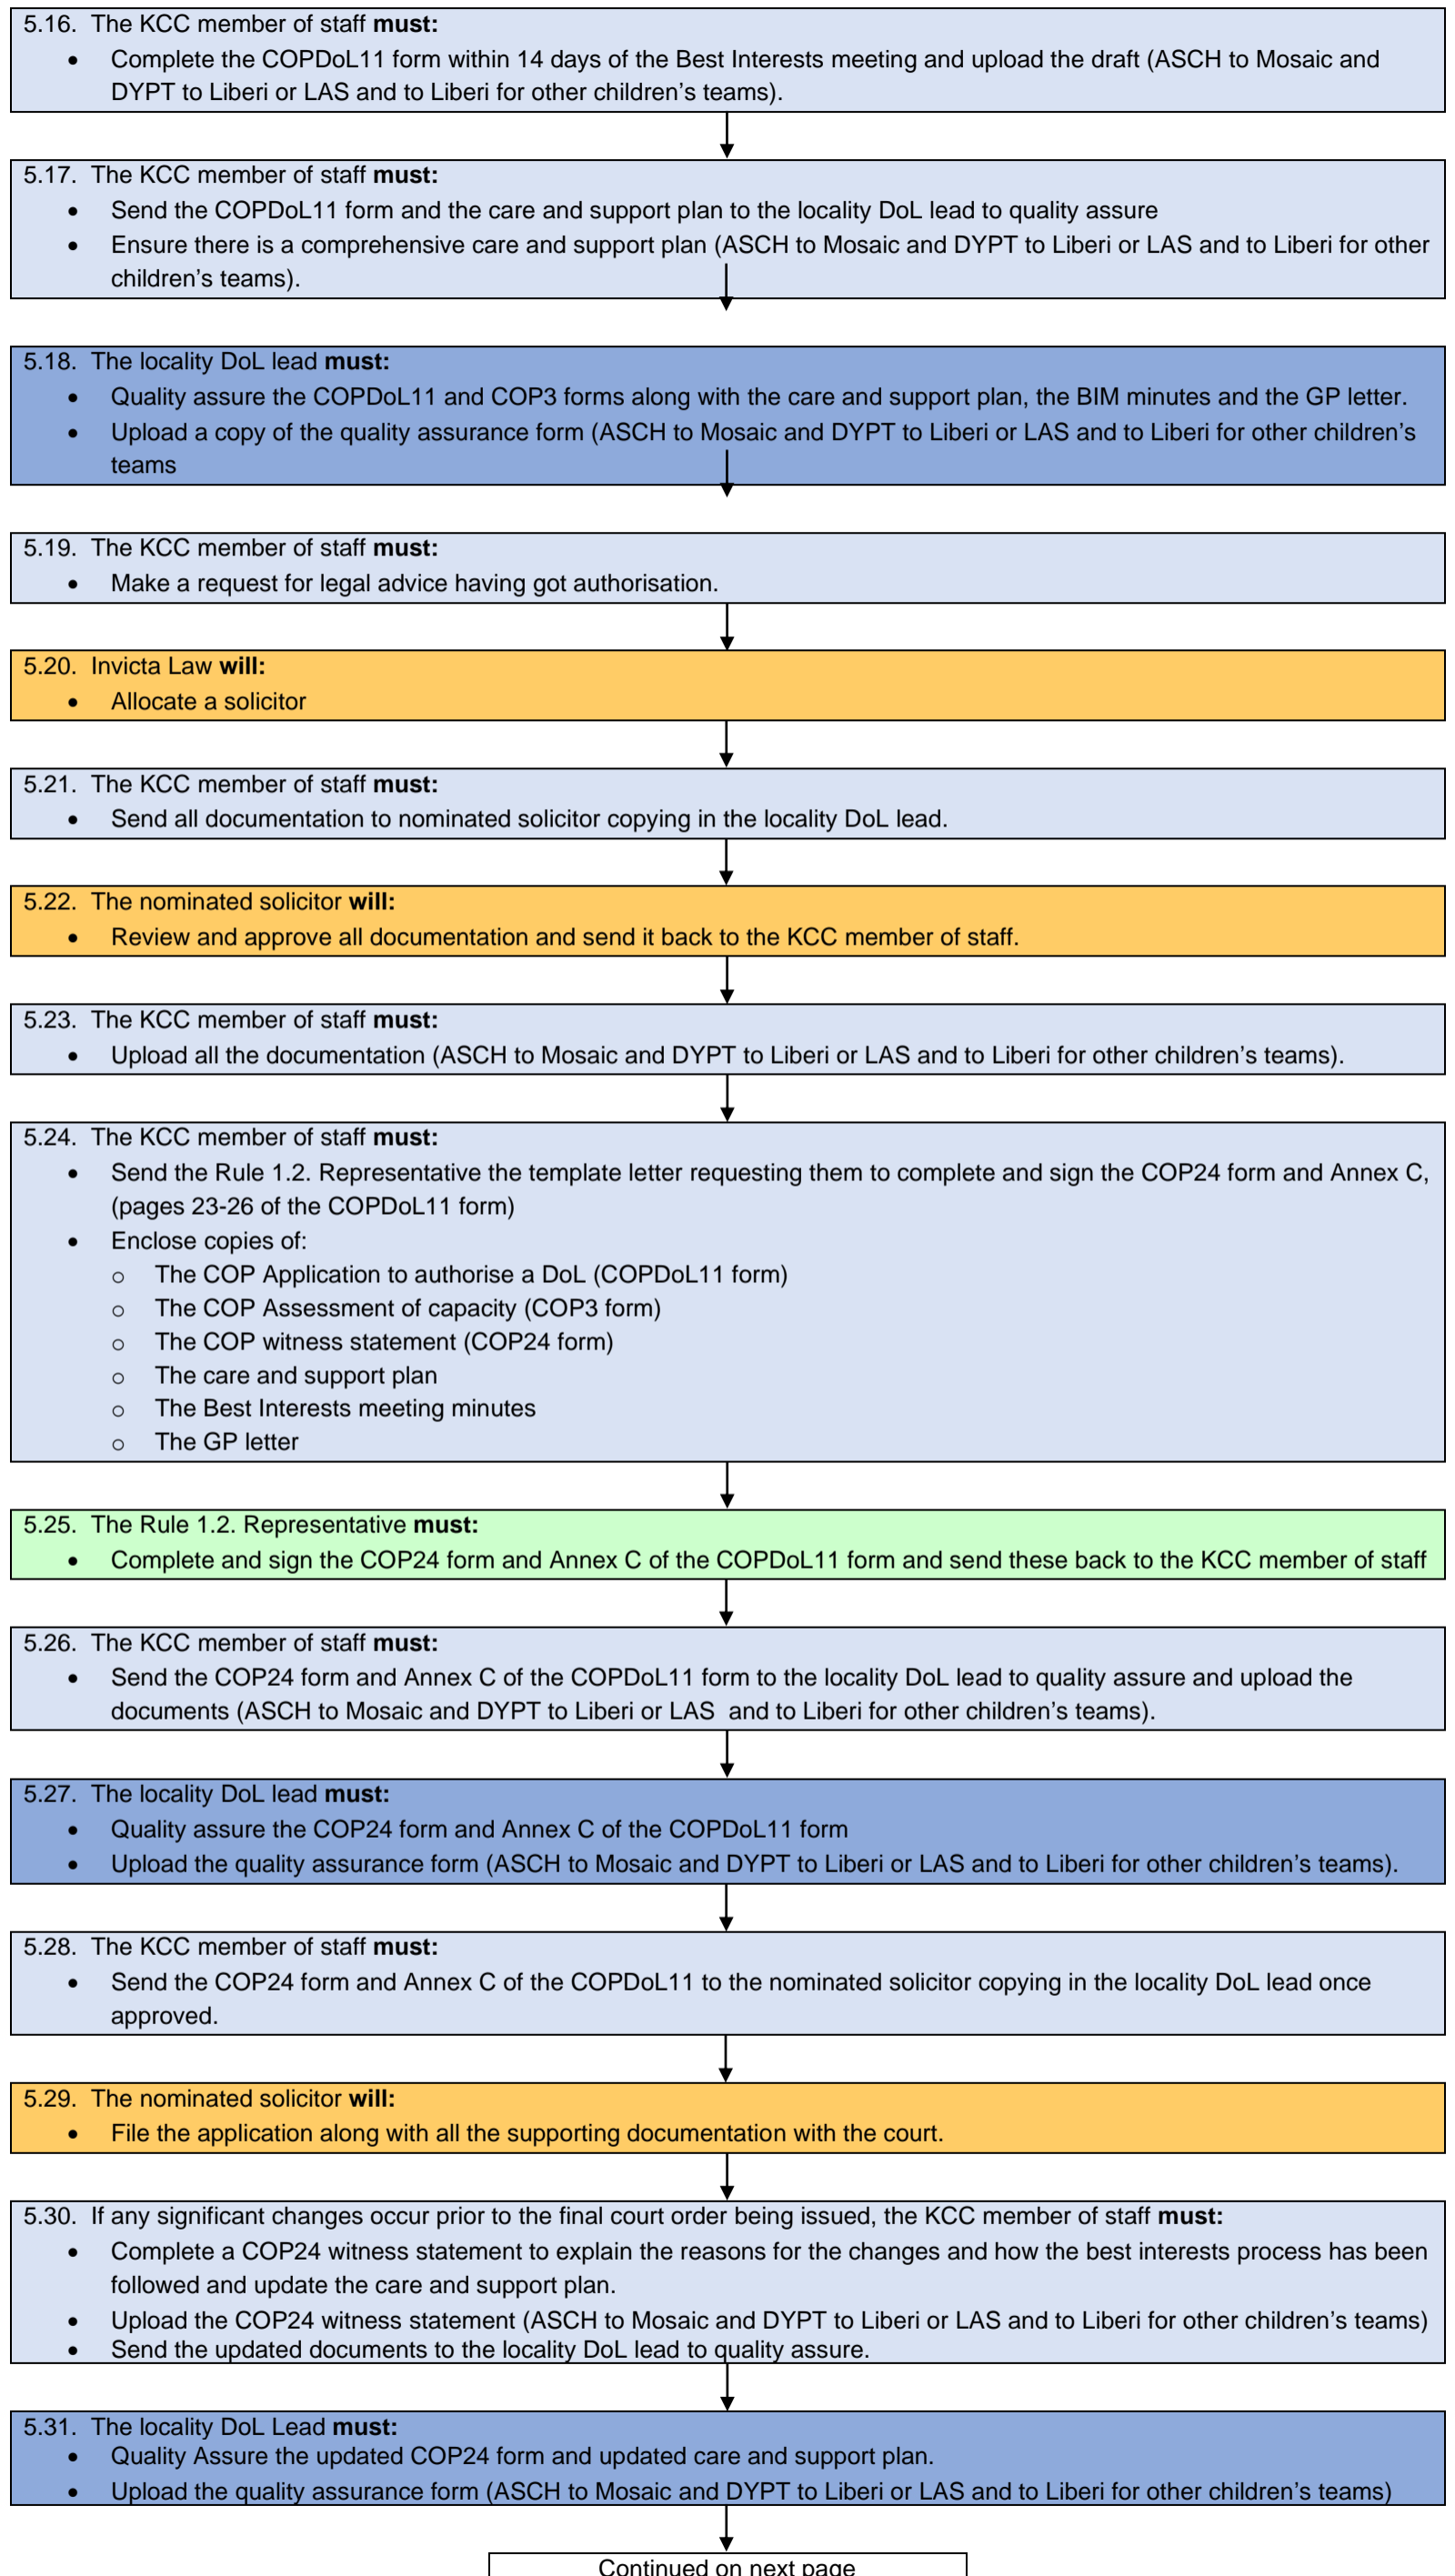 5.16. The KCC member of staff must:
• Complete the COPDoL11 form within 14 days of the Best Interests meeting and upload the draft (ASCH to Mosaic and
DYPT to Liberi or LAS and to Liberi for other children's teams).
5.17. The KCC member of staff must:
• Send the COPDoL11 form and the care and support plan to the locality DoL lead to quality assure
• Ensure there is a comprehensive care and support plan (ASCH to Mosaic and DYPT to Liberi or LAS and to Liberi for other
children's teams).
5.18. The locality DoL lead must:
• Quality assure the COPDoL11 and COP3 forms along with the care and support plan, the BIM minutes and the GP letter.
• Upload a copy of the quality assurance form (ASCH to Mosaic and DYPT to Liberi or LAS and to Liberi for other children's
teams
5.19. The KCC member of staff must:
• Make a request for legal advice having got authorisation.
5.20. Invicta Law will:
• Allocate a solicitor
5.21. The KCC member of staff must:
• Send all documentation to nominated solicitor copying in the locality DoL lead.
5.22. The nominated solicitor will:
• Review and approve all documentation and send it back to the KCC member of staff.
5.23. The KCC member of staff must:
• Upload all the documentation (ASCH to Mosaic and DYPT to Liberi or LAS and to Liberi for other children's teams).
5.24. The KCC member of staff must:
• Send the Rule 1.2. Representative the template letter requesting them to complete and sign the COP24 form and Annex C,
(pages 23-26 of the COPDoL11 form)
• Enclose copies of:
o The COP Application to authorise a DoL (COPDoL11 form)
o The COP Assessment of capacity (COP3 form)
o The COP witness statement (COP24 form)
o The care and support plan
o The Best Interests meeting minutes
o The GP letter
5.25. The Rule 1.2. Representative must:
• Complete and sign the COP24 form and Annex C of the COPDoL11 form and send these back to the KCC member of staff
5.26. The KCC member of staff must:
• Send the COP24 form and Annex C of the COPDoL11 form to the locality DoL lead to quality assure and upload the
documents (ASCH to Mosaic and DYPT to Liberi or LAS and to Liberi for other children's teams).
5.27. The locality DoL lead must:
• Quality assure the COP24 form and Annex C of the COPDoL11 form
• Upload the quality assurance form (ASCH to Mosaic and DYPT to Liberi or LAS and to Liberi for other children's teams).
5.28. The KCC member of staff must:
• Send the COP24 form and Annex C of the COPDoL11 to the nominated solicitor copying in the locality DoL lead once
approved.
5.29. The nominated solicitor will:
• File the application along with all the supporting documentation with the court.
5.30. If any significant changes occur prior to the final court order being issued, the KCC member of staff must:
• Complete a COP24 witness statement to explain the reasons for the changes and how the best interests process has been
followed and update the care and support plan.
• Upload the COP24 witness statement (ASCH to Mosaic and DYPT to Liberi or LAS and to Liberi for other children's teams)
• Send the updated documents to the locality DoL lead to quality assure.
5.31. The locality DoL Lead must:
• Quality Assure the updated COP24 form and updated care and support plan.
• Upload the quality assurance form (ASCH to Mosaic and DYPT to Liberi or LAS and to Liberi for other children's teams)
Continued on next page